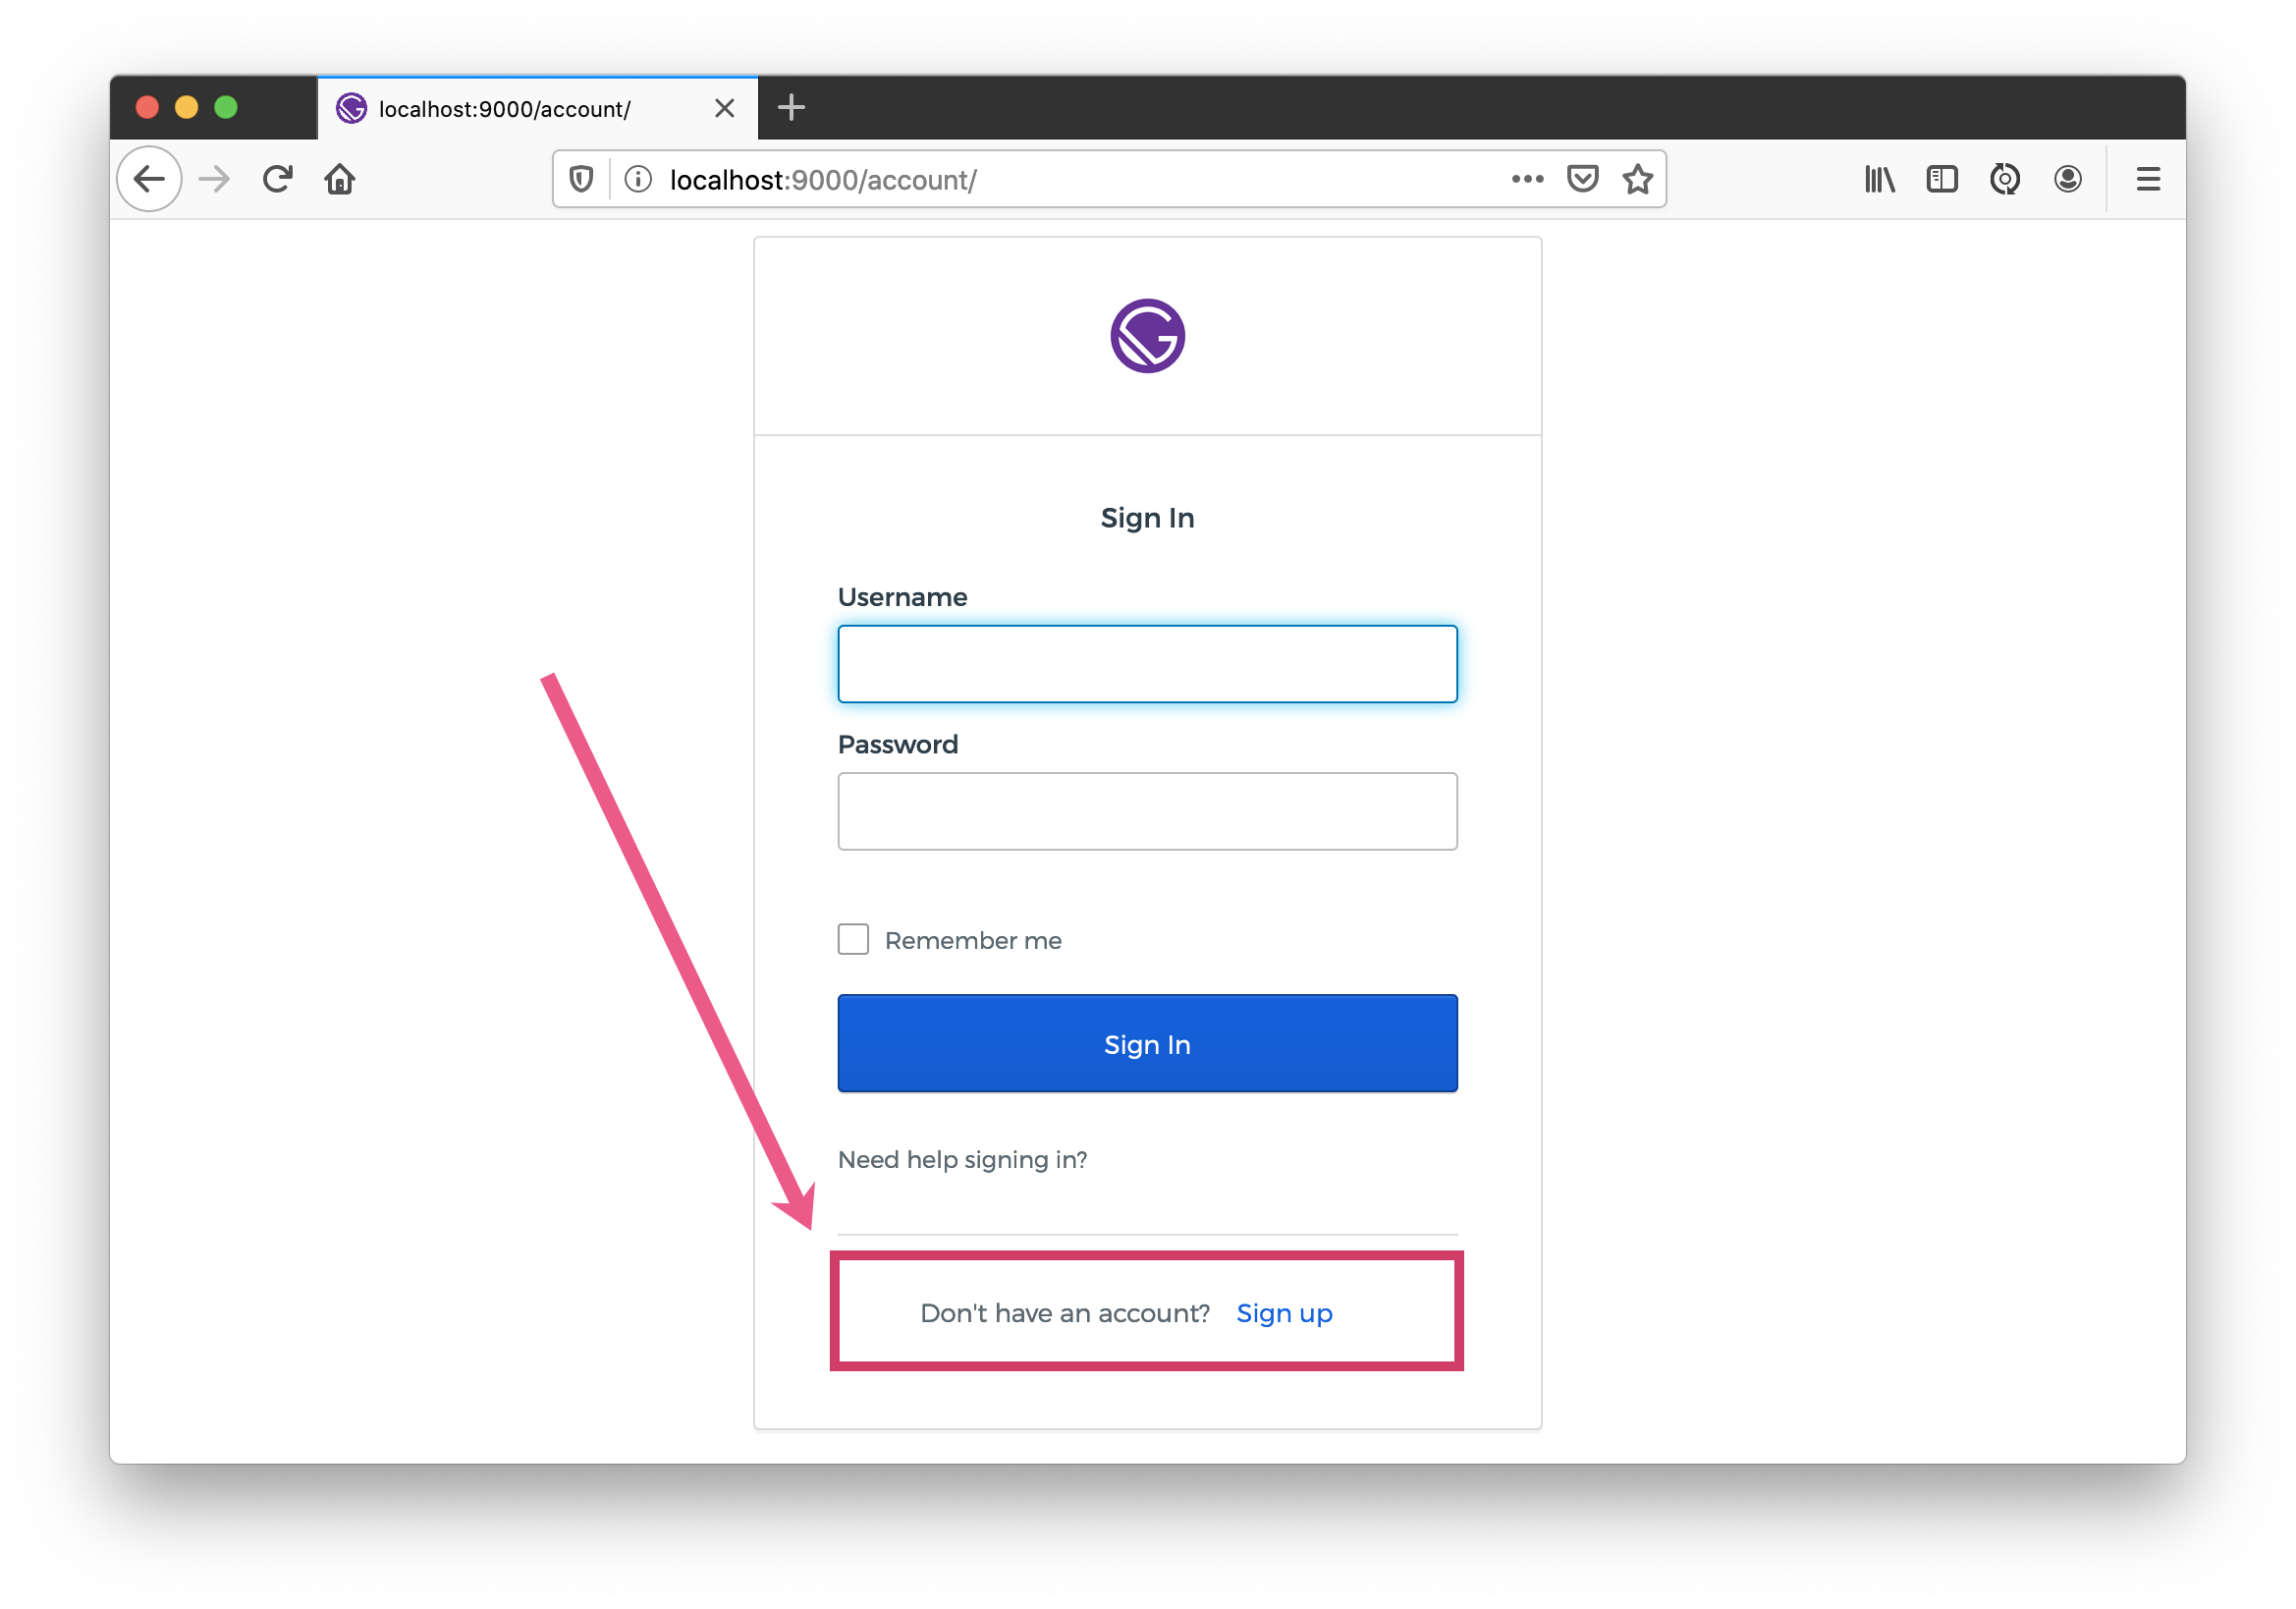 localhost:9000/account/
localhost:9000/account/
Sign In
Username
Password
Remember me
Sign In
Need help signing in?
Don't have an account? Sign up